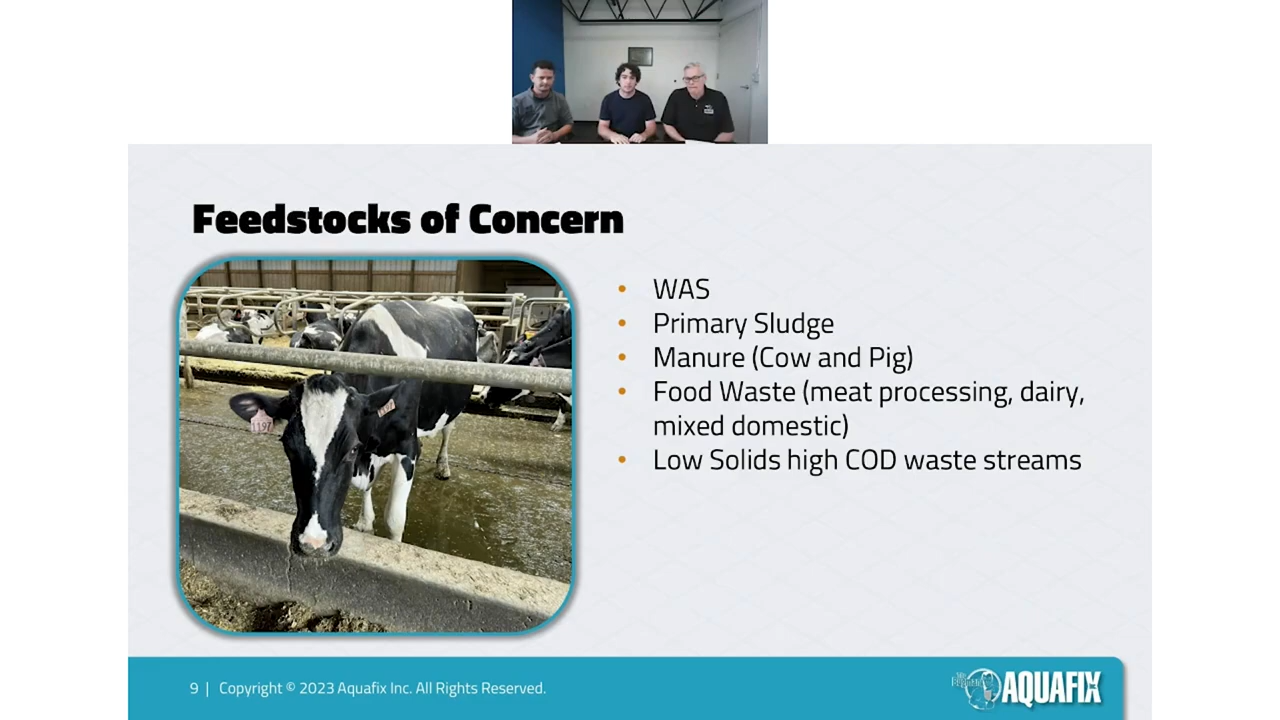 Feedstocks of Concern
• WAS
• Primary Sludge
• Manure (Cow and Pig)
• Food Waste (meat processing, dairy,
mixed domestic)
• Low Solids high COD waste streams
1197
9 | Copyright © 2023 Aquafix Inc. All Rights Reserved.
AQUAFIX